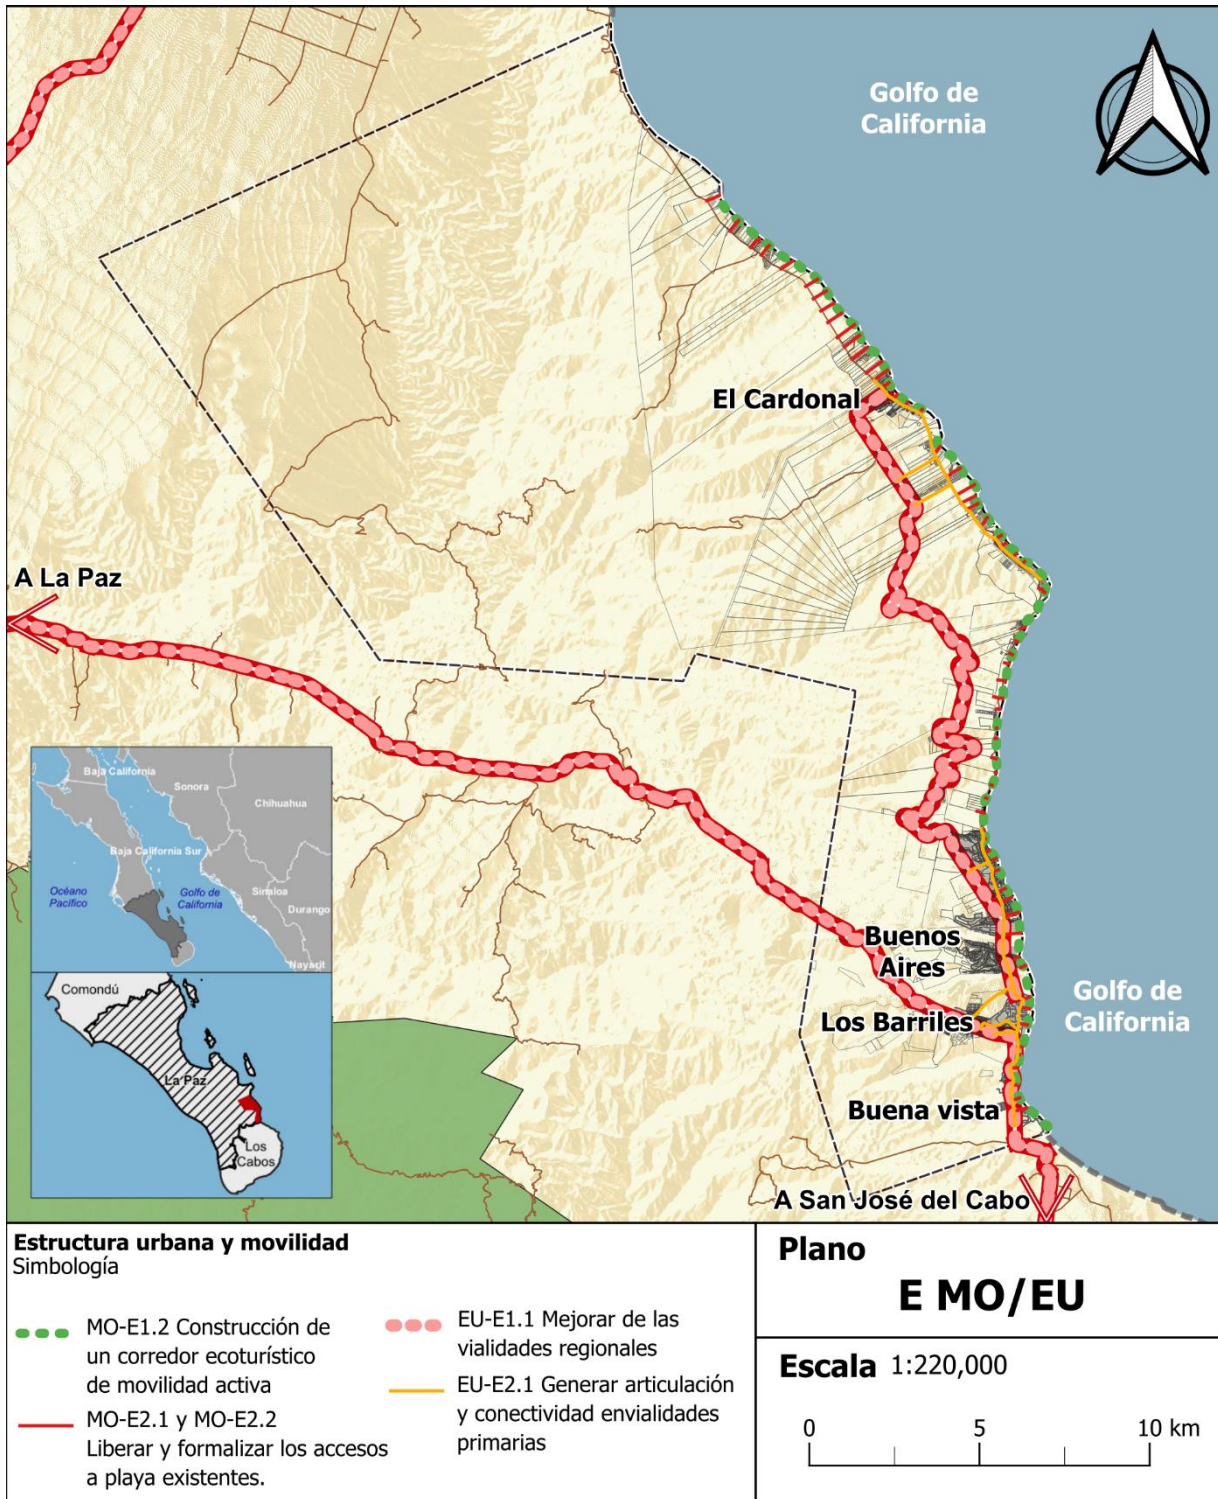 Golfo de
California
El Cardonal
A La Paz
Baja California
Sonora
Chihuahua
Baja California Sur
Océano
Pacífico
Golfo de
California
Sinaloa
Durango
Nayarit
Buenos
Aires
Golfo de
California
Los Barriles
Comondú
La Paz
Los
Cabos
Buena vista
A San José del Cabo
Estructura urbana y movilidad
Simbología
MO-E1.2 Construcción de
un corredor ecoturístico
de movilidad activa
MO-E2.1 y MO-E2.2
Liberar y formalizar los accesos
a playa existentes.
EU-E1.1 Mejorar de las
vialidades regionales
EU-E2.1 Generar articulación
y conectividad envialidades
primarias
Plano
E MO/EU
Escala 1:220,000
0 5 10 km